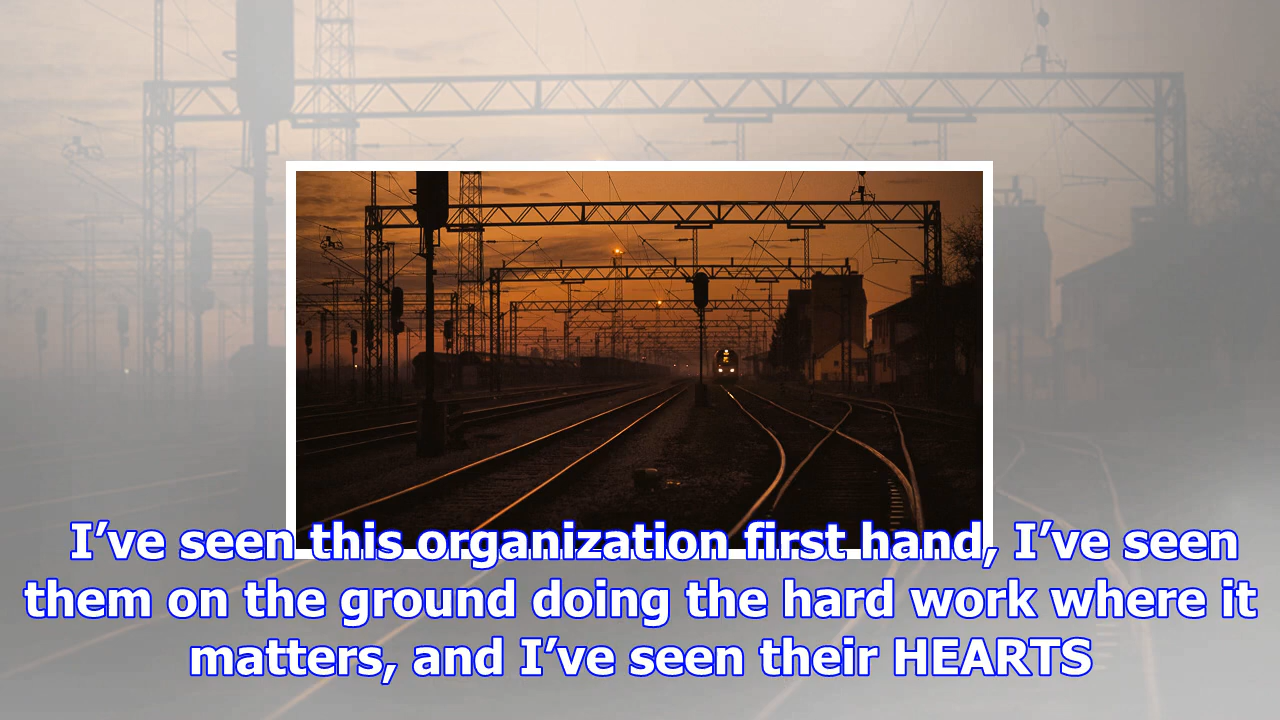 I’ve seen this organization first hand, I’ve seen
them on the ground doing the hard work where it
matters, and I’ve seen their HEARTS